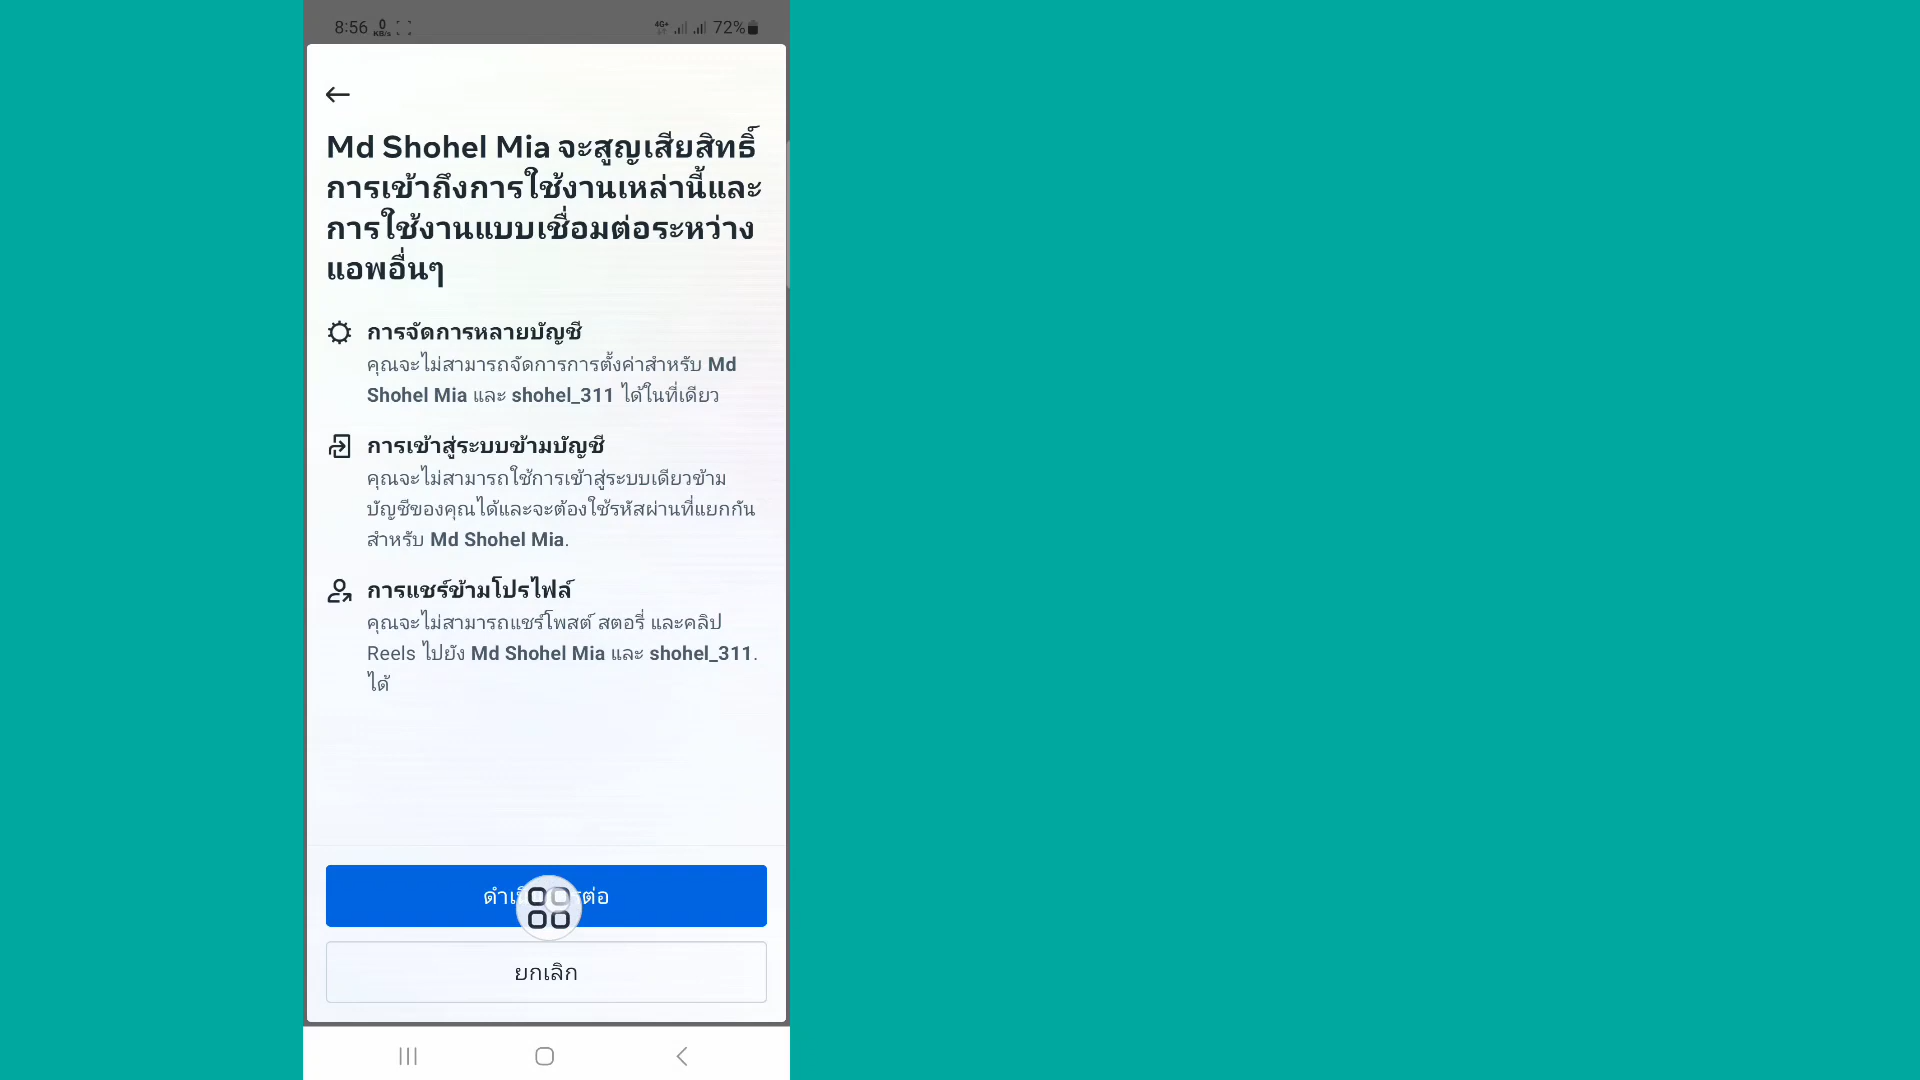 8:56 0 KB/s 4G+ 72%
Md Shohel Mia จะสูญเสียสิทธิ์
การเข้าถึงการใช้งานเหล่านี้และ
การใช้งานแบบเชื่อมต่อระหว่าง
แอพอื่นๆ
การจัดการหลายบัญชี
คุณจะไม่สามารถจัดการการตั้งค่าสำหรับ Md
Shohel Mia และ shohel_311 ได้ในที่เดียว
การเข้าสู่ระบบข้ามบัญชี
คุณจะไม่สามารถใช้การเข้าสู่ระบบเดียวข้าม
บัญชีของคุณได้และจะต้องใช้รหัสผ่านที่แยกกัน
สำหรับ Md Shohel Mia.
การแชร์ข้ามโปรไฟล์
คุณจะไม่สามารถแชร์โพสต์ สตอรี่ และคลิป
Reels ไปยัง Md Shohel Mia และ shohel_311.
ได้
ยกเลิก